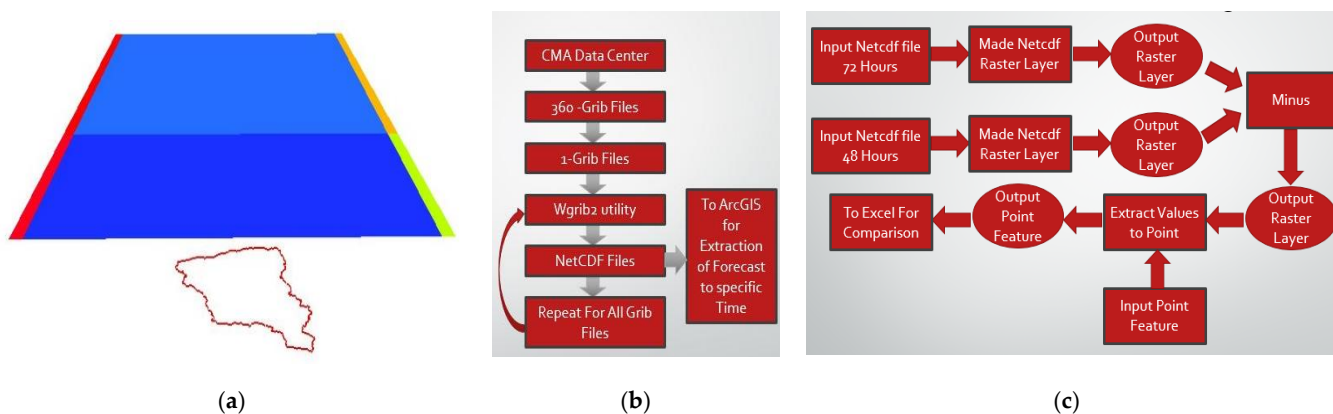 CMA Data Center
360 -Grib Files
1-Grib Files
Wgrib2 utility
NetCDF Files
Repeat For All Grib
Files
To ArcGIS
for
Extraction
of Forecast
to specific
Time
Input Netcdf file
72 Hours
Made Netcdf
Raster Layer
Output
Raster
Layer
Minus
Input Netcdf file
48 Hours
Made Netcdf
Raster Layer
Output
Raster
Layer
To Excel For
Comparison
Output
Point
Feature
Extract Values
to Point
Output
Raster
Layer
Input Point
Feature
(a)
(b)
(c)